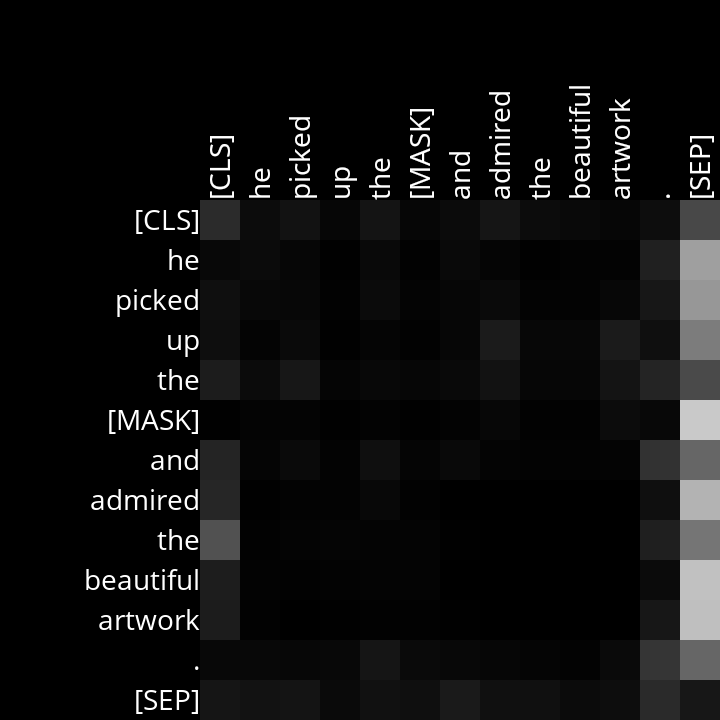 [CLS] he picked up the [MASK] and admired the beautiful artwork . [SEP]
[CLS]
he
picked
up
the
[MASK]
and
admired
the
beautiful
artwork
.
[SEP]